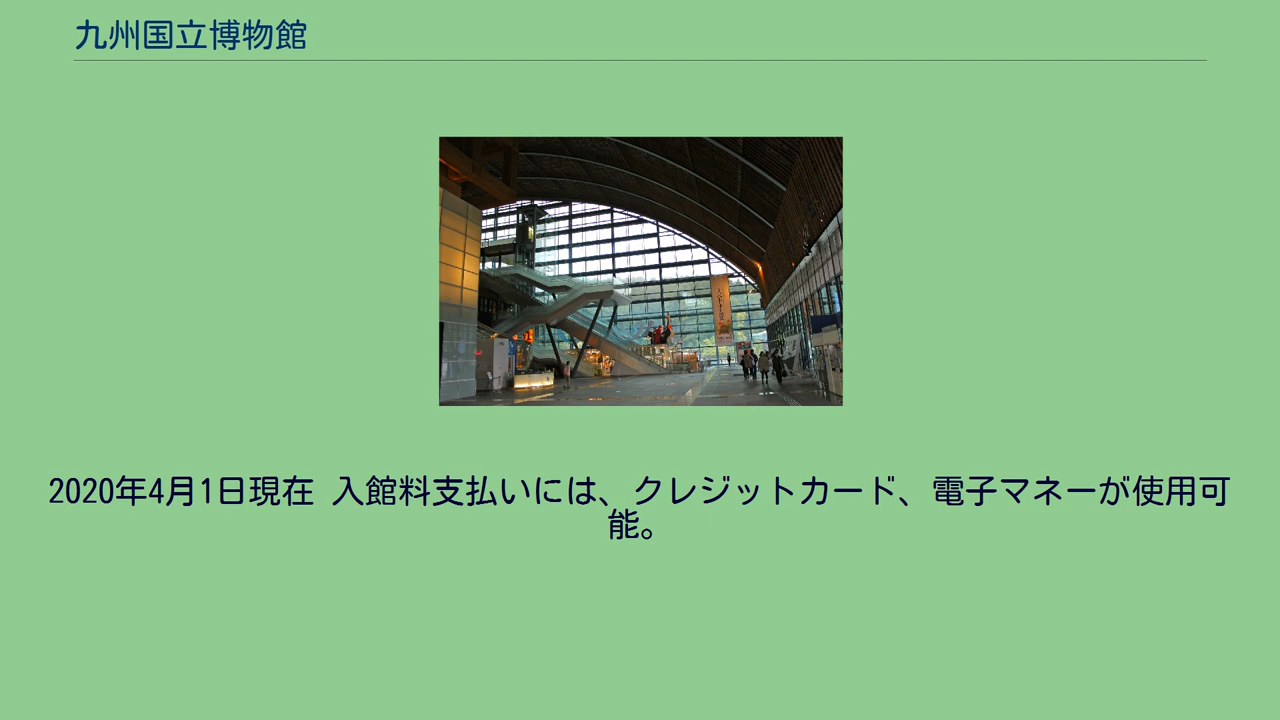 九州国立博物館
2020年4月1日現在 入館料支払いには、クレジットカード、電子マネーが使用可
能。